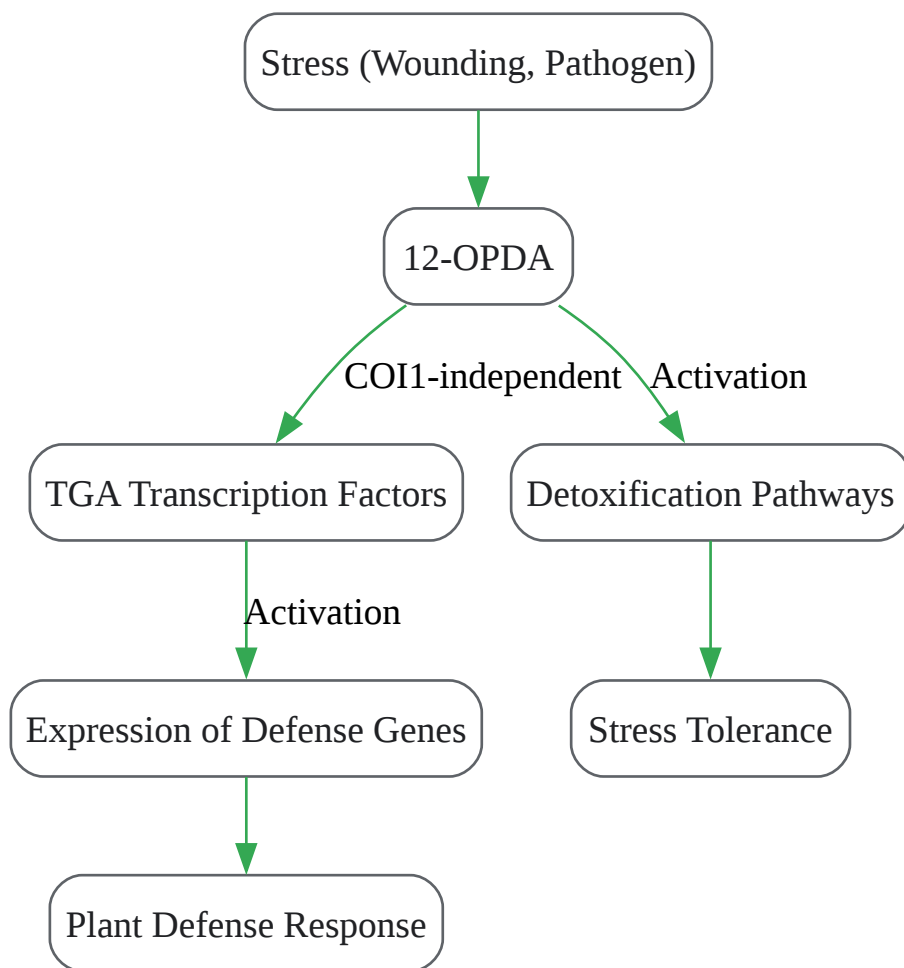 Stress (Wounding, Pathogen)
12-OPDA
COI1-independent
Activation
TGA Transcription Factors
Detoxification Pathways
Activation
Expression of Defense Genes
Stress Tolerance
Plant Defense Response